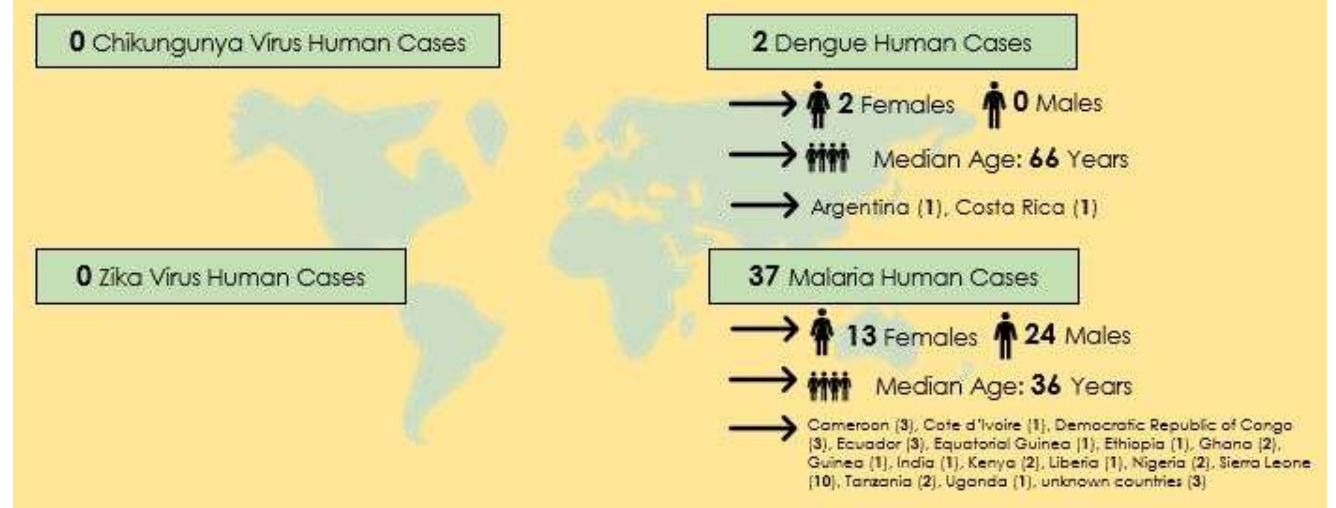 0 Chikungunya Virus Human Cases
2 Dengue Human Cases
2 Females 0 Males
Median Age: 66 Years
Argentina (1), Costa Rica (1)
0 Zika Virus Human Cases
37 Malaria Human Cases
13 Females 24 Males
Median Age: 36 Years
Cameroon (3), Cote d'Ivoire (1), Democratic Republic of Congo
(3), Ecuador (3), Equatorial Guinea (1), Ethiopia (1), Ghana (2),
Guinea (1), India (1), Kenya (2), Liberia (1), Nigeria (2), Sierra Leone
(10), Tanzania (2), Uganda (1), unknown countries (3)